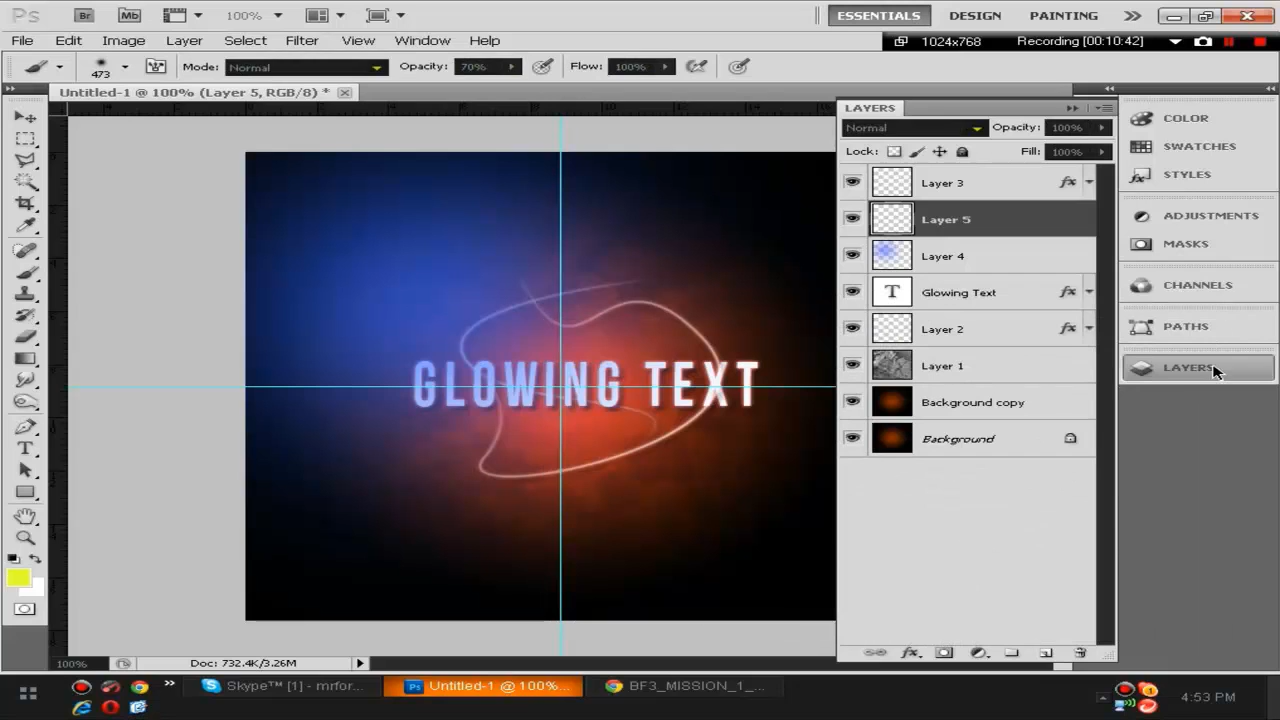 Ps Br Mb 100% ESSENTIALS DESIGN PAINTING
File Edit Image Layer Select Filter View Window Help 1024x768 Recording [00:10:42]
473 Mode: Normal Opacity: 70% Flow: 100%
Untitled-1 @ 100% (Layer 5, RGB/8) *
LAYERS
Normal Opacity: 100%
Lock: Fill: 100%
Layer 3 fx
Layer 5
Layer 4
T Glowing Text fx
Layer 2 fx
Layer 1
Background copy
Background
COLOR
SWATCHES
STYLES
ADJUSTMENTS
MASKS
CHANNELS
PATHS
LAYERS
GLOWING TEXT
100% Doc: 732.4K/3.26M
Skype™ [1] - mrfor... Untitled-1 @ 100%... BF3_MISSION_1_... 4:53 PM